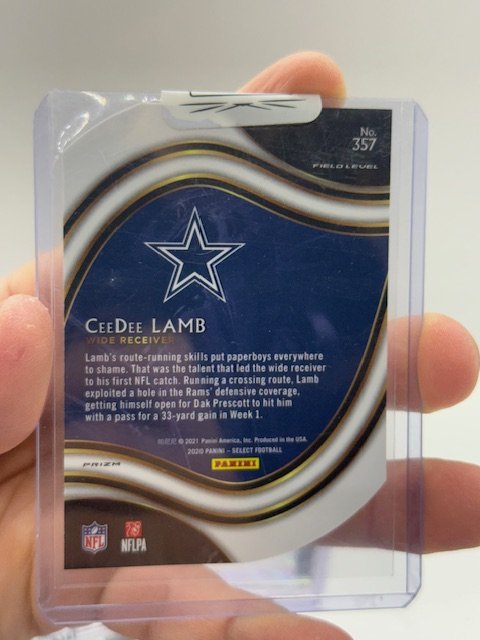 No.
357
FIELD LEVEL
CEEDEE LAMB
WIDE RECEIVER
Lamb's route-running skills put paperboys everywhere
to shame. That was the talent that led the wide receiver
to his first NFL catch. Running a crossing route, Lamb
exploited a hole in the Rams' defensive coverage,
getting himself open for Dak Prescott to hit him
with a pass for a 33-yard gain in Week 1.
© 2021 Panini America, Inc. Produced in the USA.
2020 PANINI - SELECT FOOTBALL
PANINI
PRIZM
NFL
NFLPA